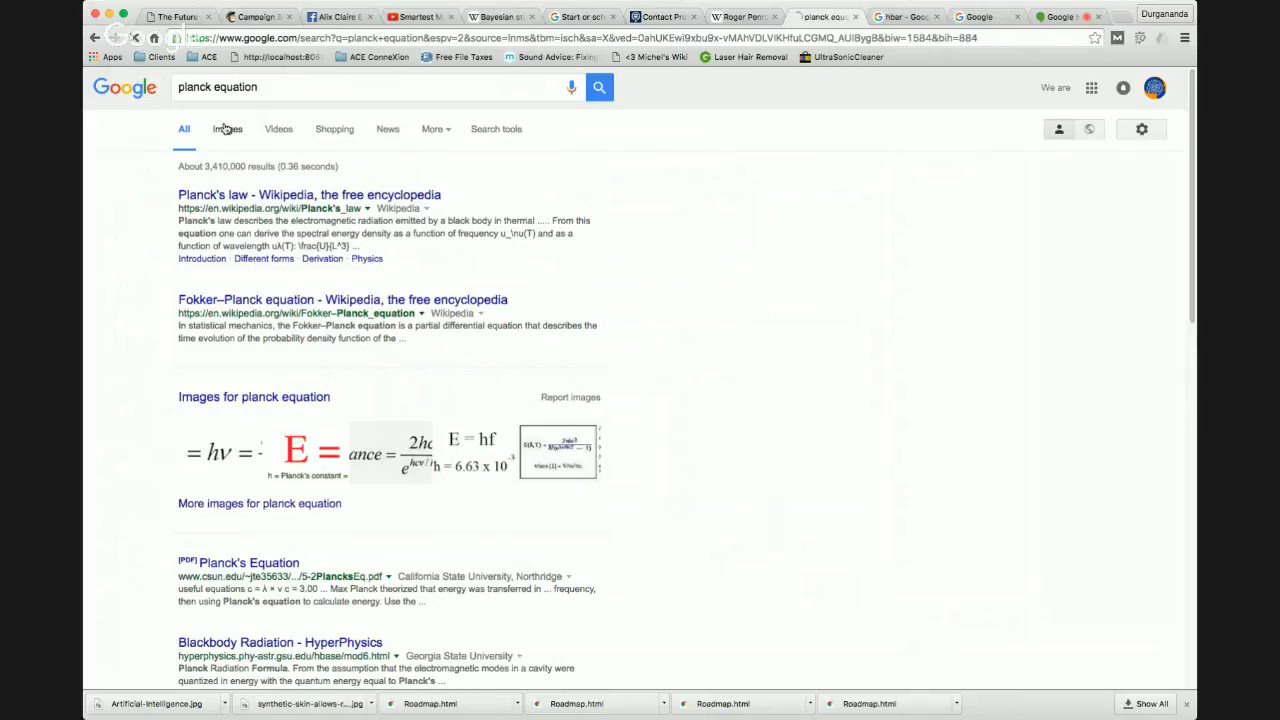 The Future
Campaign B
Alix Claire E
Smartest M
Bayesian st
Start or sch
Contact Pro
Roger Penr
planck equ
hbar - Goo
Google
Google H
Durgananda
https://www.google.com/search?q=planck+equation&espv=2&source=lnms&tbm=isch&sa=X&ved=0ahUKEwi9xbu9x-vMAhVDLVIKHfuLCGMQ_AUIBygB&biw=1584&bih=884
Apps
Clients
ACE
http://localhost:808
ACE ConneXion
Free File Taxes
Sound Advice: Fixing
<3 Michel's Wiki
Laser Hair Removal
UltraSonicCleaner
Google
planck equation
We are
All
Images
Videos
Shopping
News
More
Search tools
About 3,410,000 results (0.36 seconds)
Planck's law - Wikipedia, the free encyclopedia
https://en.wikipedia.org/wiki/Planck's_law
Wikipedia
Planck's law describes the electromagnetic radiation emitted by a black body in thermal ..... From this
equation one can derive the spectral energy density as a function of frequency u_\nu(T) and as a
function of wavelength uλ(T): \frac{U}{L^3} ...
Introduction · Different forms · Derivation · Physics
Fokker–Planck equation - Wikipedia, the free encyclopedia
https://en.wikipedia.org/wiki/Fokker–Planck_equation
Wikipedia
In statistical mechanics, the Fokker–Planck equation is a partial differential equation that describes the
time evolution of the probability density function of the ...
Images for planck equation
Report images
= hν = -
E =
h = Planck's constant =
ance = 2hc
e^hcv/
E = hf
h = 6.63 x 10
More images for planck equation
[PDF] Planck's Equation
www.csun.edu/~jte35633/.../5-2PlancksEq.pdf
California State University, Northridge
useful equations c = λ × ν c = 3.00 ... Max Planck theorized that energy was transferred in ... frequency,
then using Planck's equation to calculate energy. Use the ...
Blackbody Radiation - HyperPhysics
hyperphysics.phy-astr.gsu.edu/hbase/mod6.html
Georgia State University
Planck Radiation Formula. From the assumption that the electromagnetic modes in a cavity were
quantized in energy with the quantum energy equal to Planck's ...
Artificial-Intelligence.jpg
synthetic-skin-allows-r....jpg
Roadmap.html
Roadmap.html
Roadmap.html
Roadmap.html
Show All